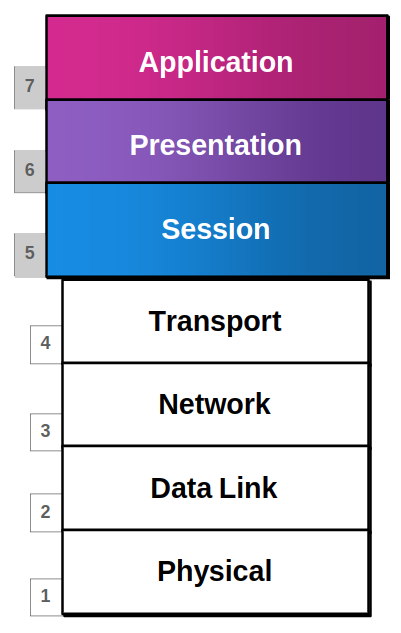 Application
7
Presentation
6
Session
5
Transport
4
Network
3
Data Link
2
Physical
1